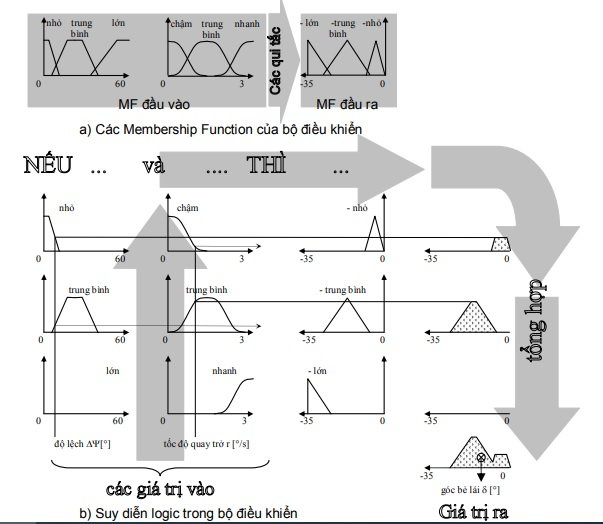 nhỏ trung bình lớn
chậm trung bình nhanh
- lớn -trung bình -nhỏ
Các qui tắc
0 60 0 3 -35 0
MF đầu vào MF đầu ra
a) Các Membership Function của bộ điều khiển
NẾU ... và .... THÌ ...
nhỏ chậm - nhỏ
0 60 0 3 -35 0 -35 0
trung bình trung bình - trung bình
0 60 0 3 -35 0 -35 0
tổng hợp
lớn nhanh - lớn
0 60 0 3 -35 0 -35 0
độ lệch ΔΨ[°] tốc độ quay trở r [°/s]
-35 0
góc bẻ lái δ [°]
các giá trị vào Giá trị ra
b) Suy diễn logic trong bộ điều khiển